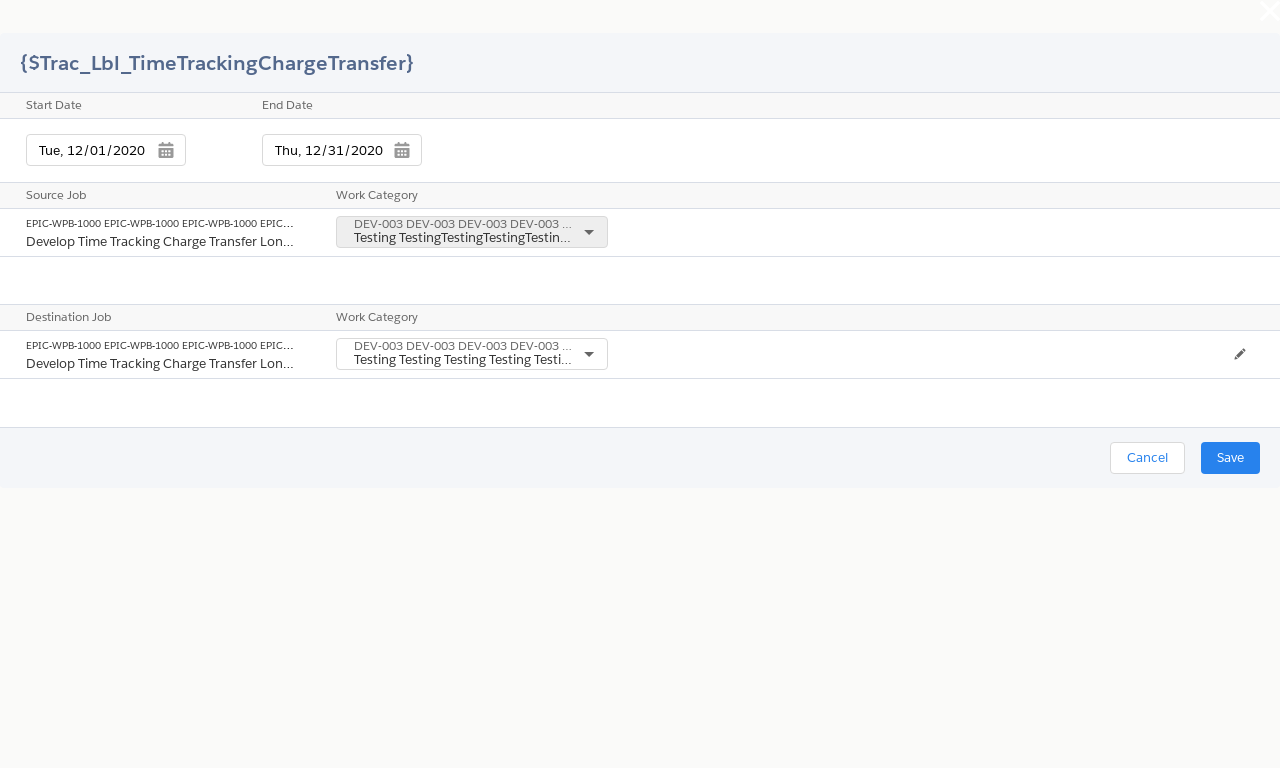 {$Trac_Lbl_TimeTrackingChargeTransfer}
Start Date End Date
Tue, 12/01/2020 Thu, 12/31/2020
Source Job Work Category
EPIC-WPB-1000 EPIC-WPB-1000 EPIC-WPB-1000 EPIC... DEV-003 DEV-003 DEV-003 DEV-003 ...
Develop Time Tracking Charge Transfer Lon... Testing TestingTestingTestingTestin...
Destination Job Work Category
EPIC-WPB-1000 EPIC-WPB-1000 EPIC-WPB-1000 EPIC... DEV-003 DEV-003 DEV-003 DEV-003 ...
Develop Time Tracking Charge Transfer Lon... Testing Testing Testing Testing Testi...
Cancel Save